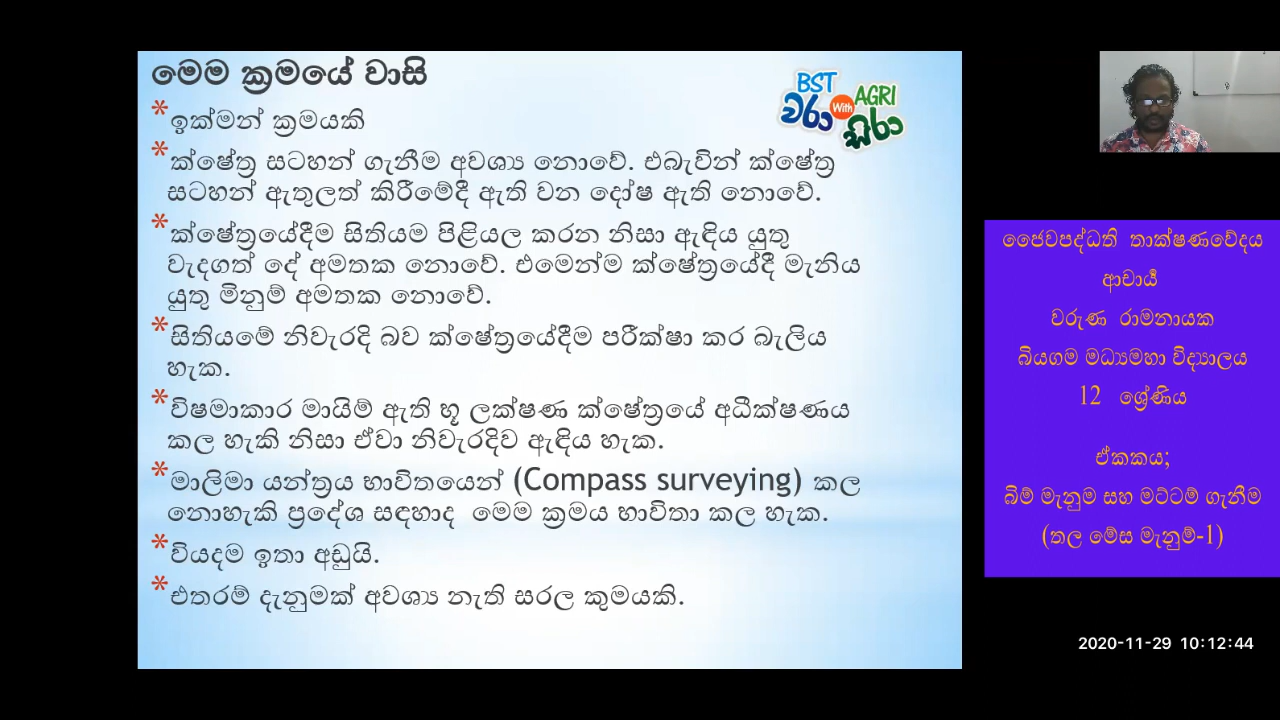 මෙම ක්‍රමයේ වාසි
BST
වරා With AGRI
සිරා
*ඉක්මන් ක්‍රමයකි
*ක්ෂේත්‍ර සටහන් ගැනීම අවශ්‍ය නොවේ. එබැවින් ක්ෂේත්‍ර
සටහන් ඇතුලත් කිරීමේදී ඇති වන දෝෂ ඇති නොවේ.
*ක්ෂේත්‍රයේදීම සිතියම පිළියල කරන නිසා ඇඳිය යුතු
වැදගත් දේ අමතක නොවේ. එමෙන්ම ක්ෂේත්‍රයේදී මැනිය
යුතු මිනුම් අමතක නොවේ.
*සිතියමේ නිවැරදි බව ක්ෂේත්‍රයේදීම පරීක්ෂා කර බැලිය
හැක.
*විෂමාකාර මායිම් ඇති භූ ලක්ෂණ ක්ෂේත්‍රයේ අධීක්ෂණය
කල හැකි නිසා ඒවා නිවැරදිව ඇඳිය හැක.
*මාලිමා යන්ත්‍රය භාවිතයෙන් (Compass surveying) කල
නොහැකි ප්‍රදේශ සඳහාද මෙම ක්‍රමය භාවිතා කල හැක.
*වියදම ඉතා අඩුයි.
*එතරම් දැනුමක් අවශ්‍ය නැති සරල කුමයකි.
ජෛවපද්ධති තාක්ෂණවේදය
ආචාර්‍ය
වරුණ රාමනායක
බියගම මධ්‍යමහා විද්‍යාලය
12 ශ්‍රේණිය
ඒකකය;
බිම් මැනුම සහ මට්ටම් ගැනීම
(තල මේස මැනුම්-1)
2020-11-29 10:12:44